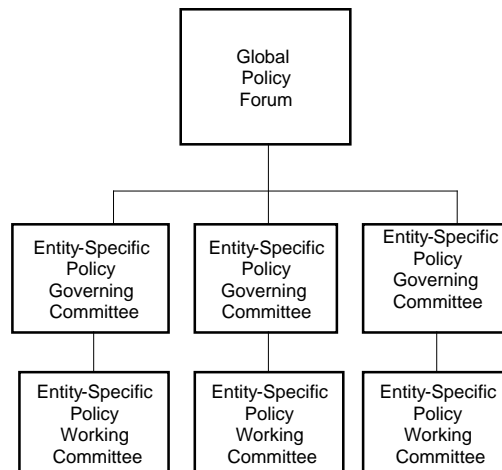 Global
Policy
Forum
Entity-Specific
Policy
Governing
Committee
Entity-Specific
Policy
Governing
Committee
Entity-Specific
Policy
Governing
Committee
Entity-Specific
Policy
Working
Committee
Entity-Specific
Policy
Working
Committee
Entity-Specific
Policy
Working
Committee